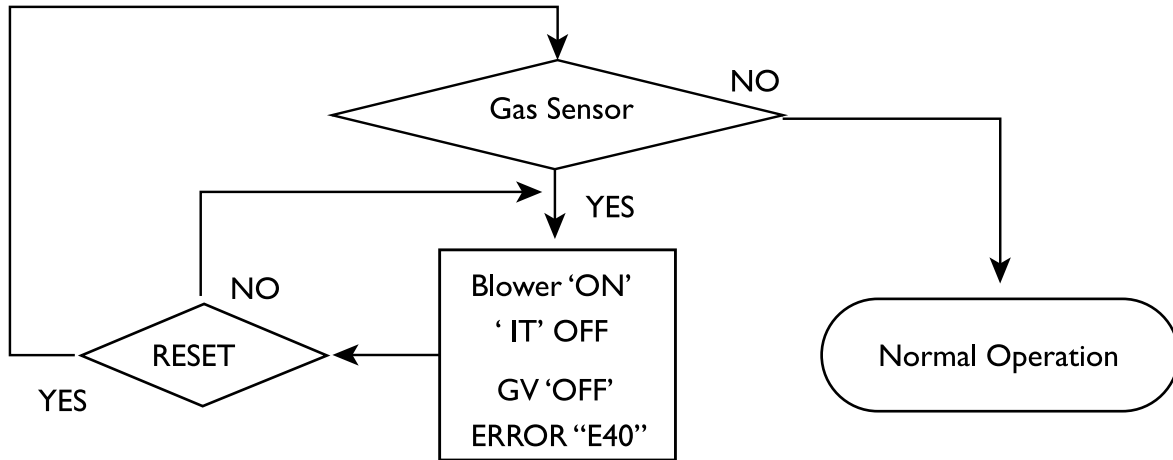 NO
Gas Sensor
YES
Blower ‘ON’
‘ IT’ OFF
GV ‘OFF’
ERROR “E40”
NO
RESET
YES
Normal Operation